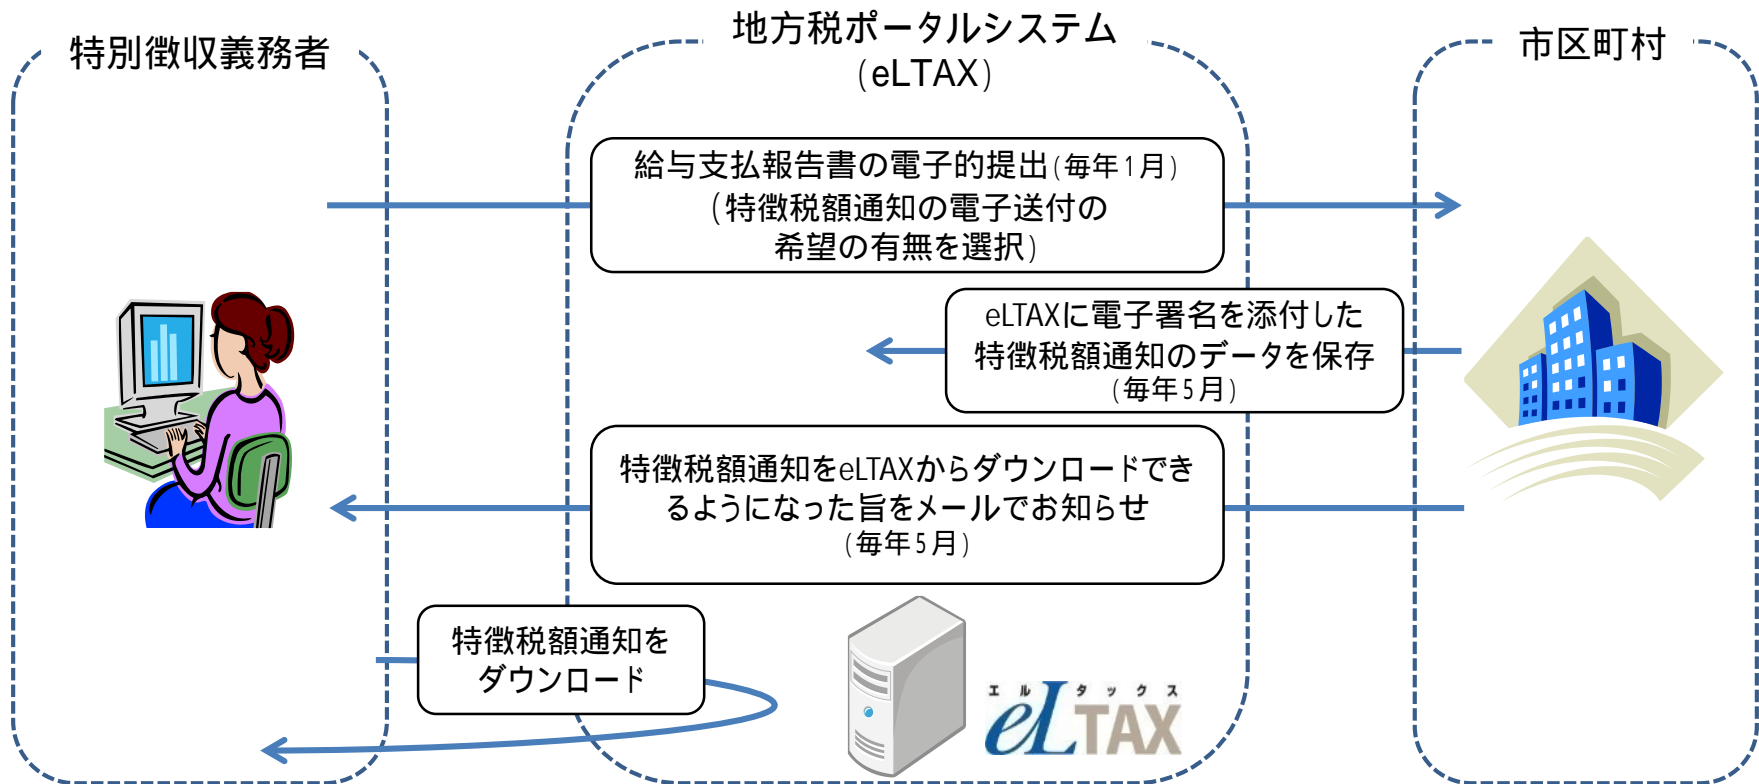 特別徴収義務者
地方税ポータルシステム
(eLTAX)
市区町村
給与支払報告書の電子的提出(毎年1月)
(特徴税額通知の電子送付の
希望の有無を選択)
eLTAXに電子署名を添付した
特徴税額通知のデータを保存
(毎年5月)
特徴税額通知をeLTAXからダウンロードでき
るようになった旨をメールでお知らせ
(毎年5月)
特徴税額通知を
ダウンロード
エルタックス
eLTAX